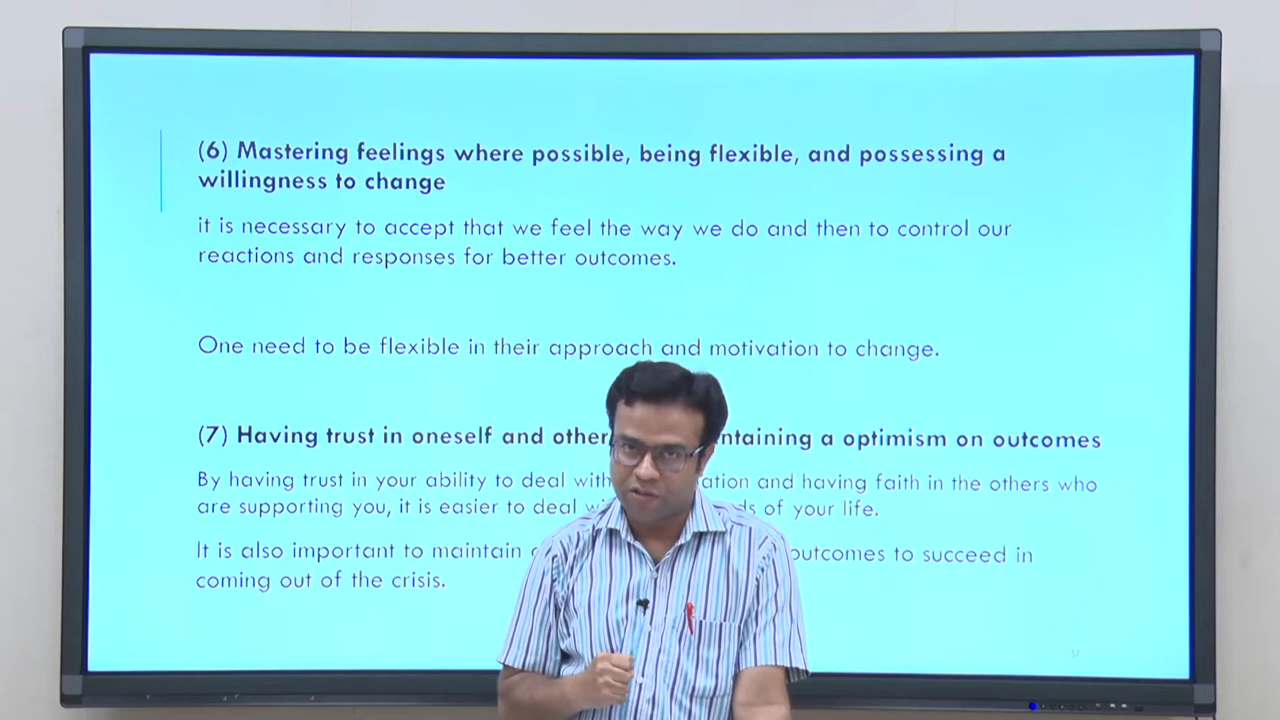 (6) Mastering feelings where possible, being flexible, and possessing a
willingness to change
it is necessary to accept that we feel the way we do and then to control our
reactions and responses for better outcomes.
One need to be flexible in their approach and motivation to change.
(7) Having trust in oneself and other ntaining a optimism on outcomes
By having trust in your ability to deal with ation and having faith in the others who
are supporting you, it is easier to deal wi ds of your life.
It is also important to maintain outcomes to succeed in
coming out of the crisis.